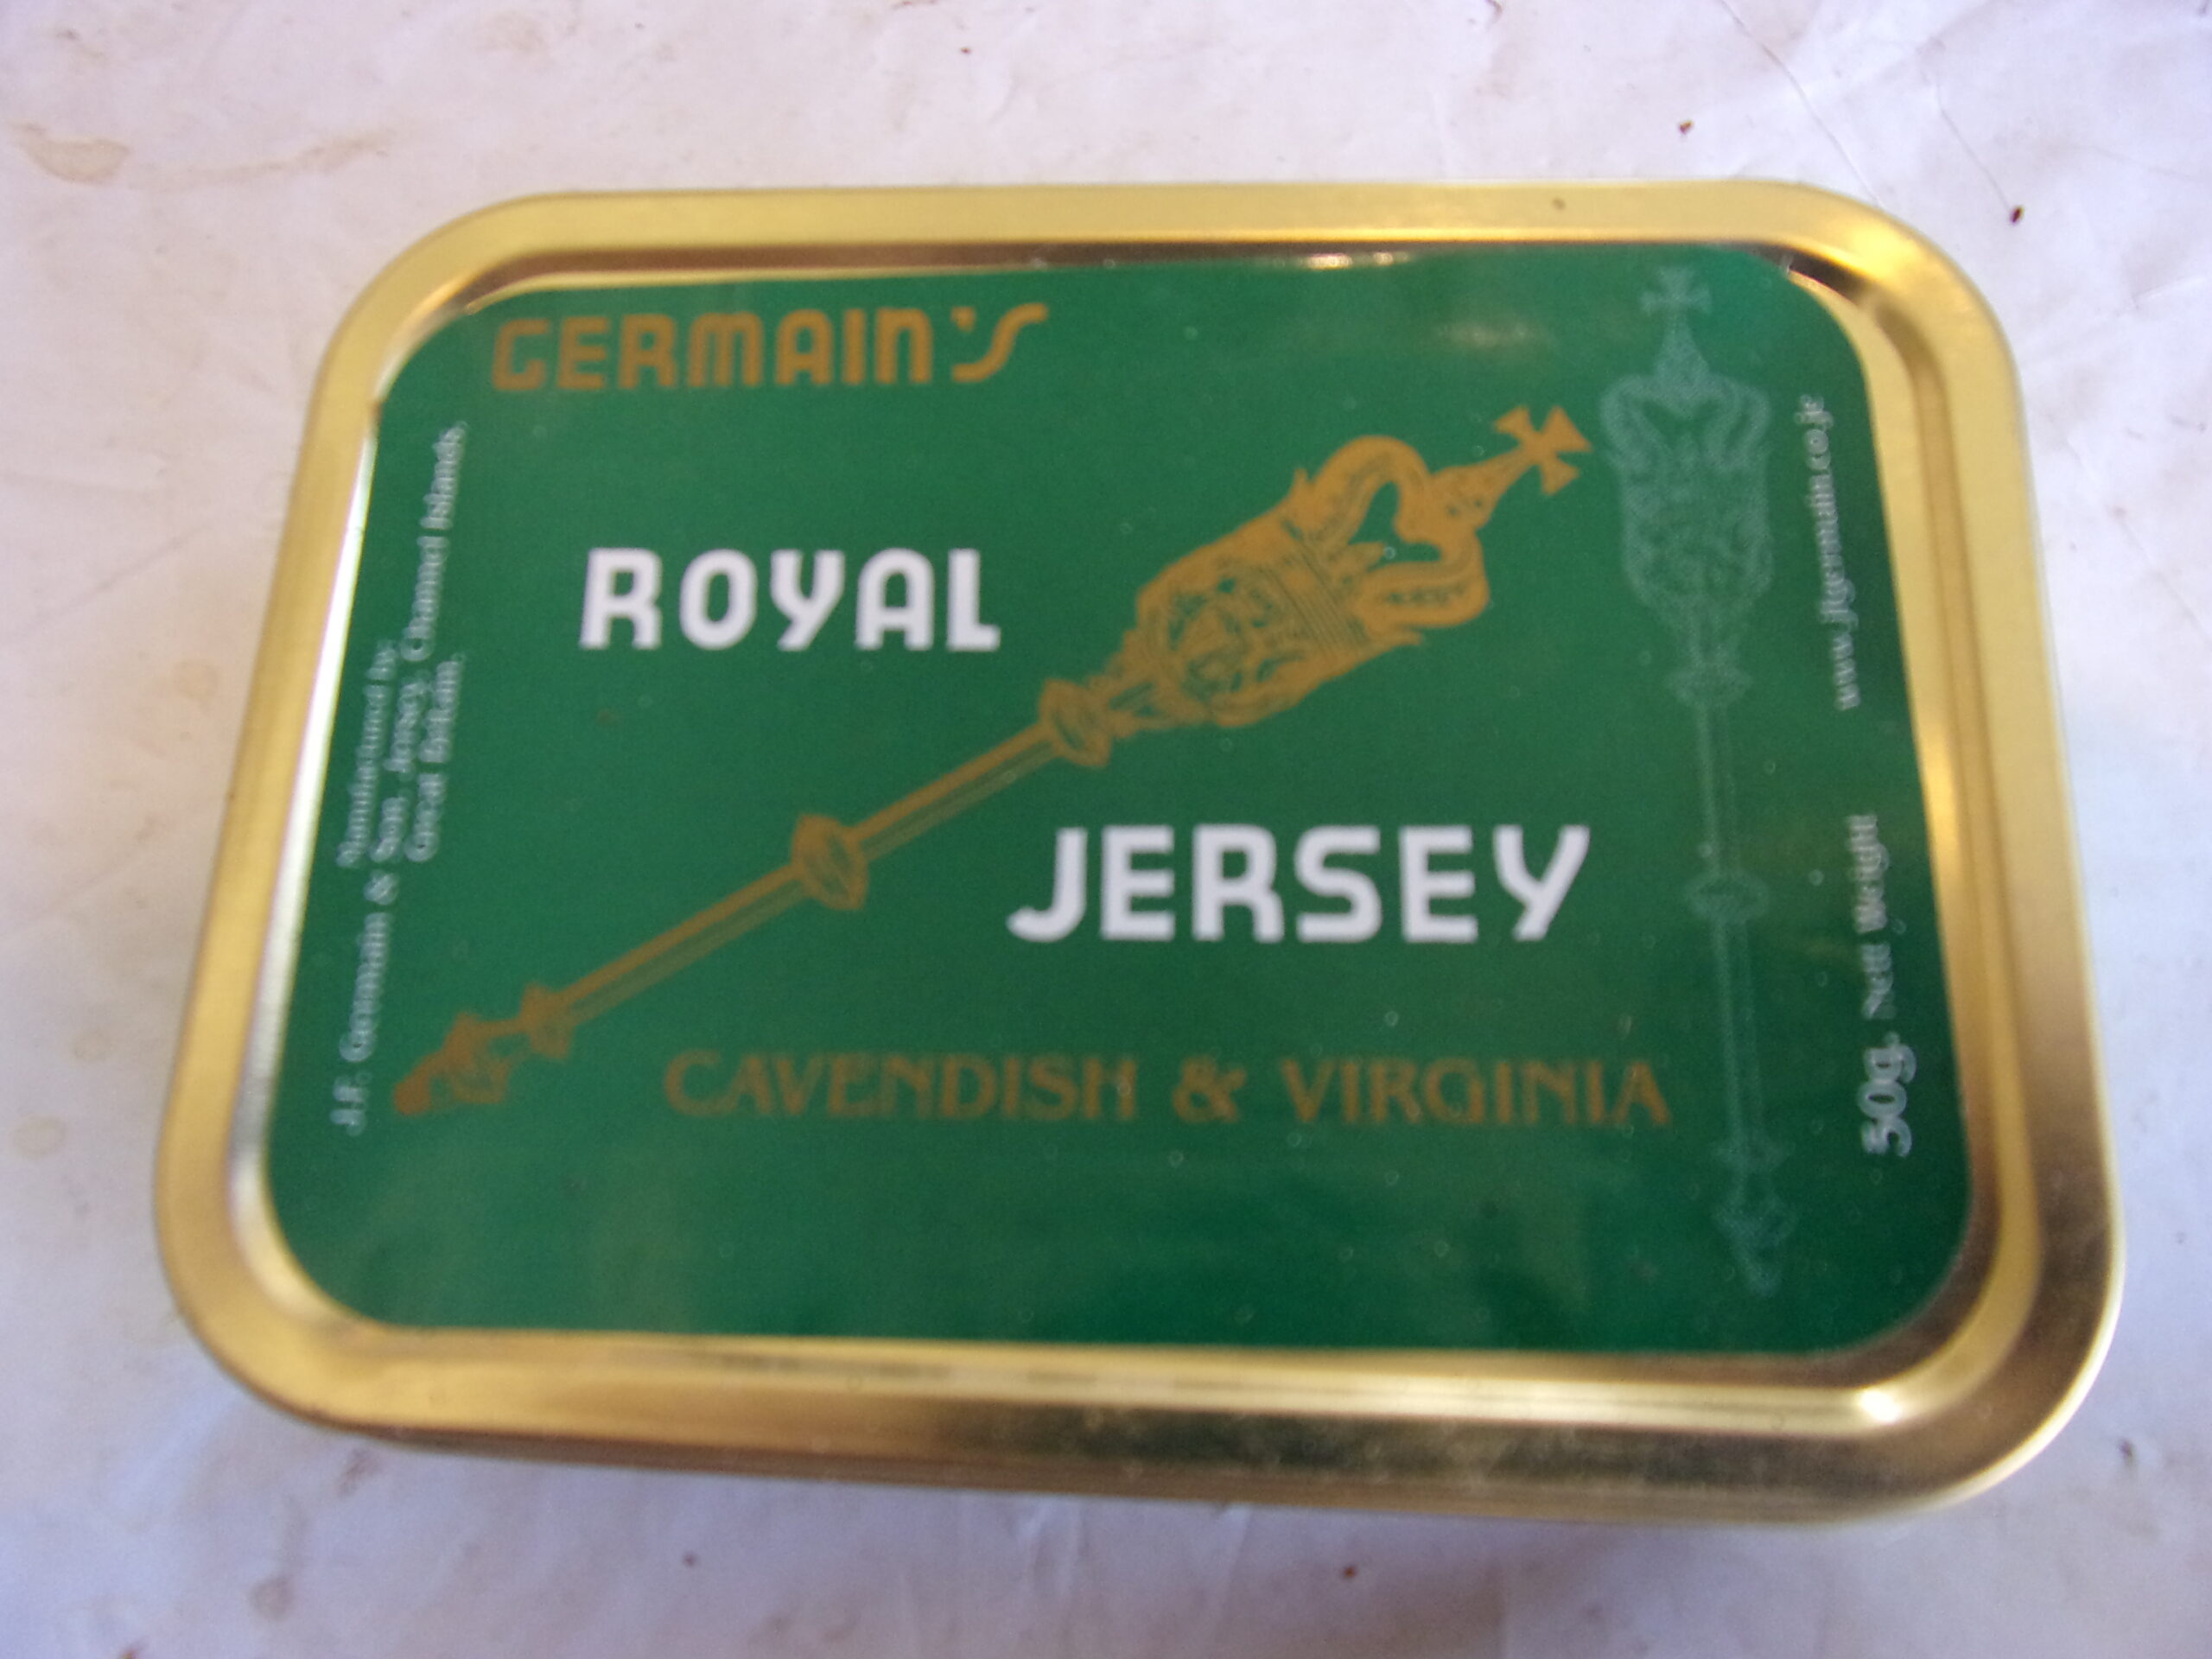 GERMAIN'S
ROYAL
JERSEY
CAVENDISH & VIRGINIA
Manufactured by:
J.F. Germain & Son, Jersey, Channel Islands,
Great Britain.
www.jfgermain.co.je
50g. Nett Weight